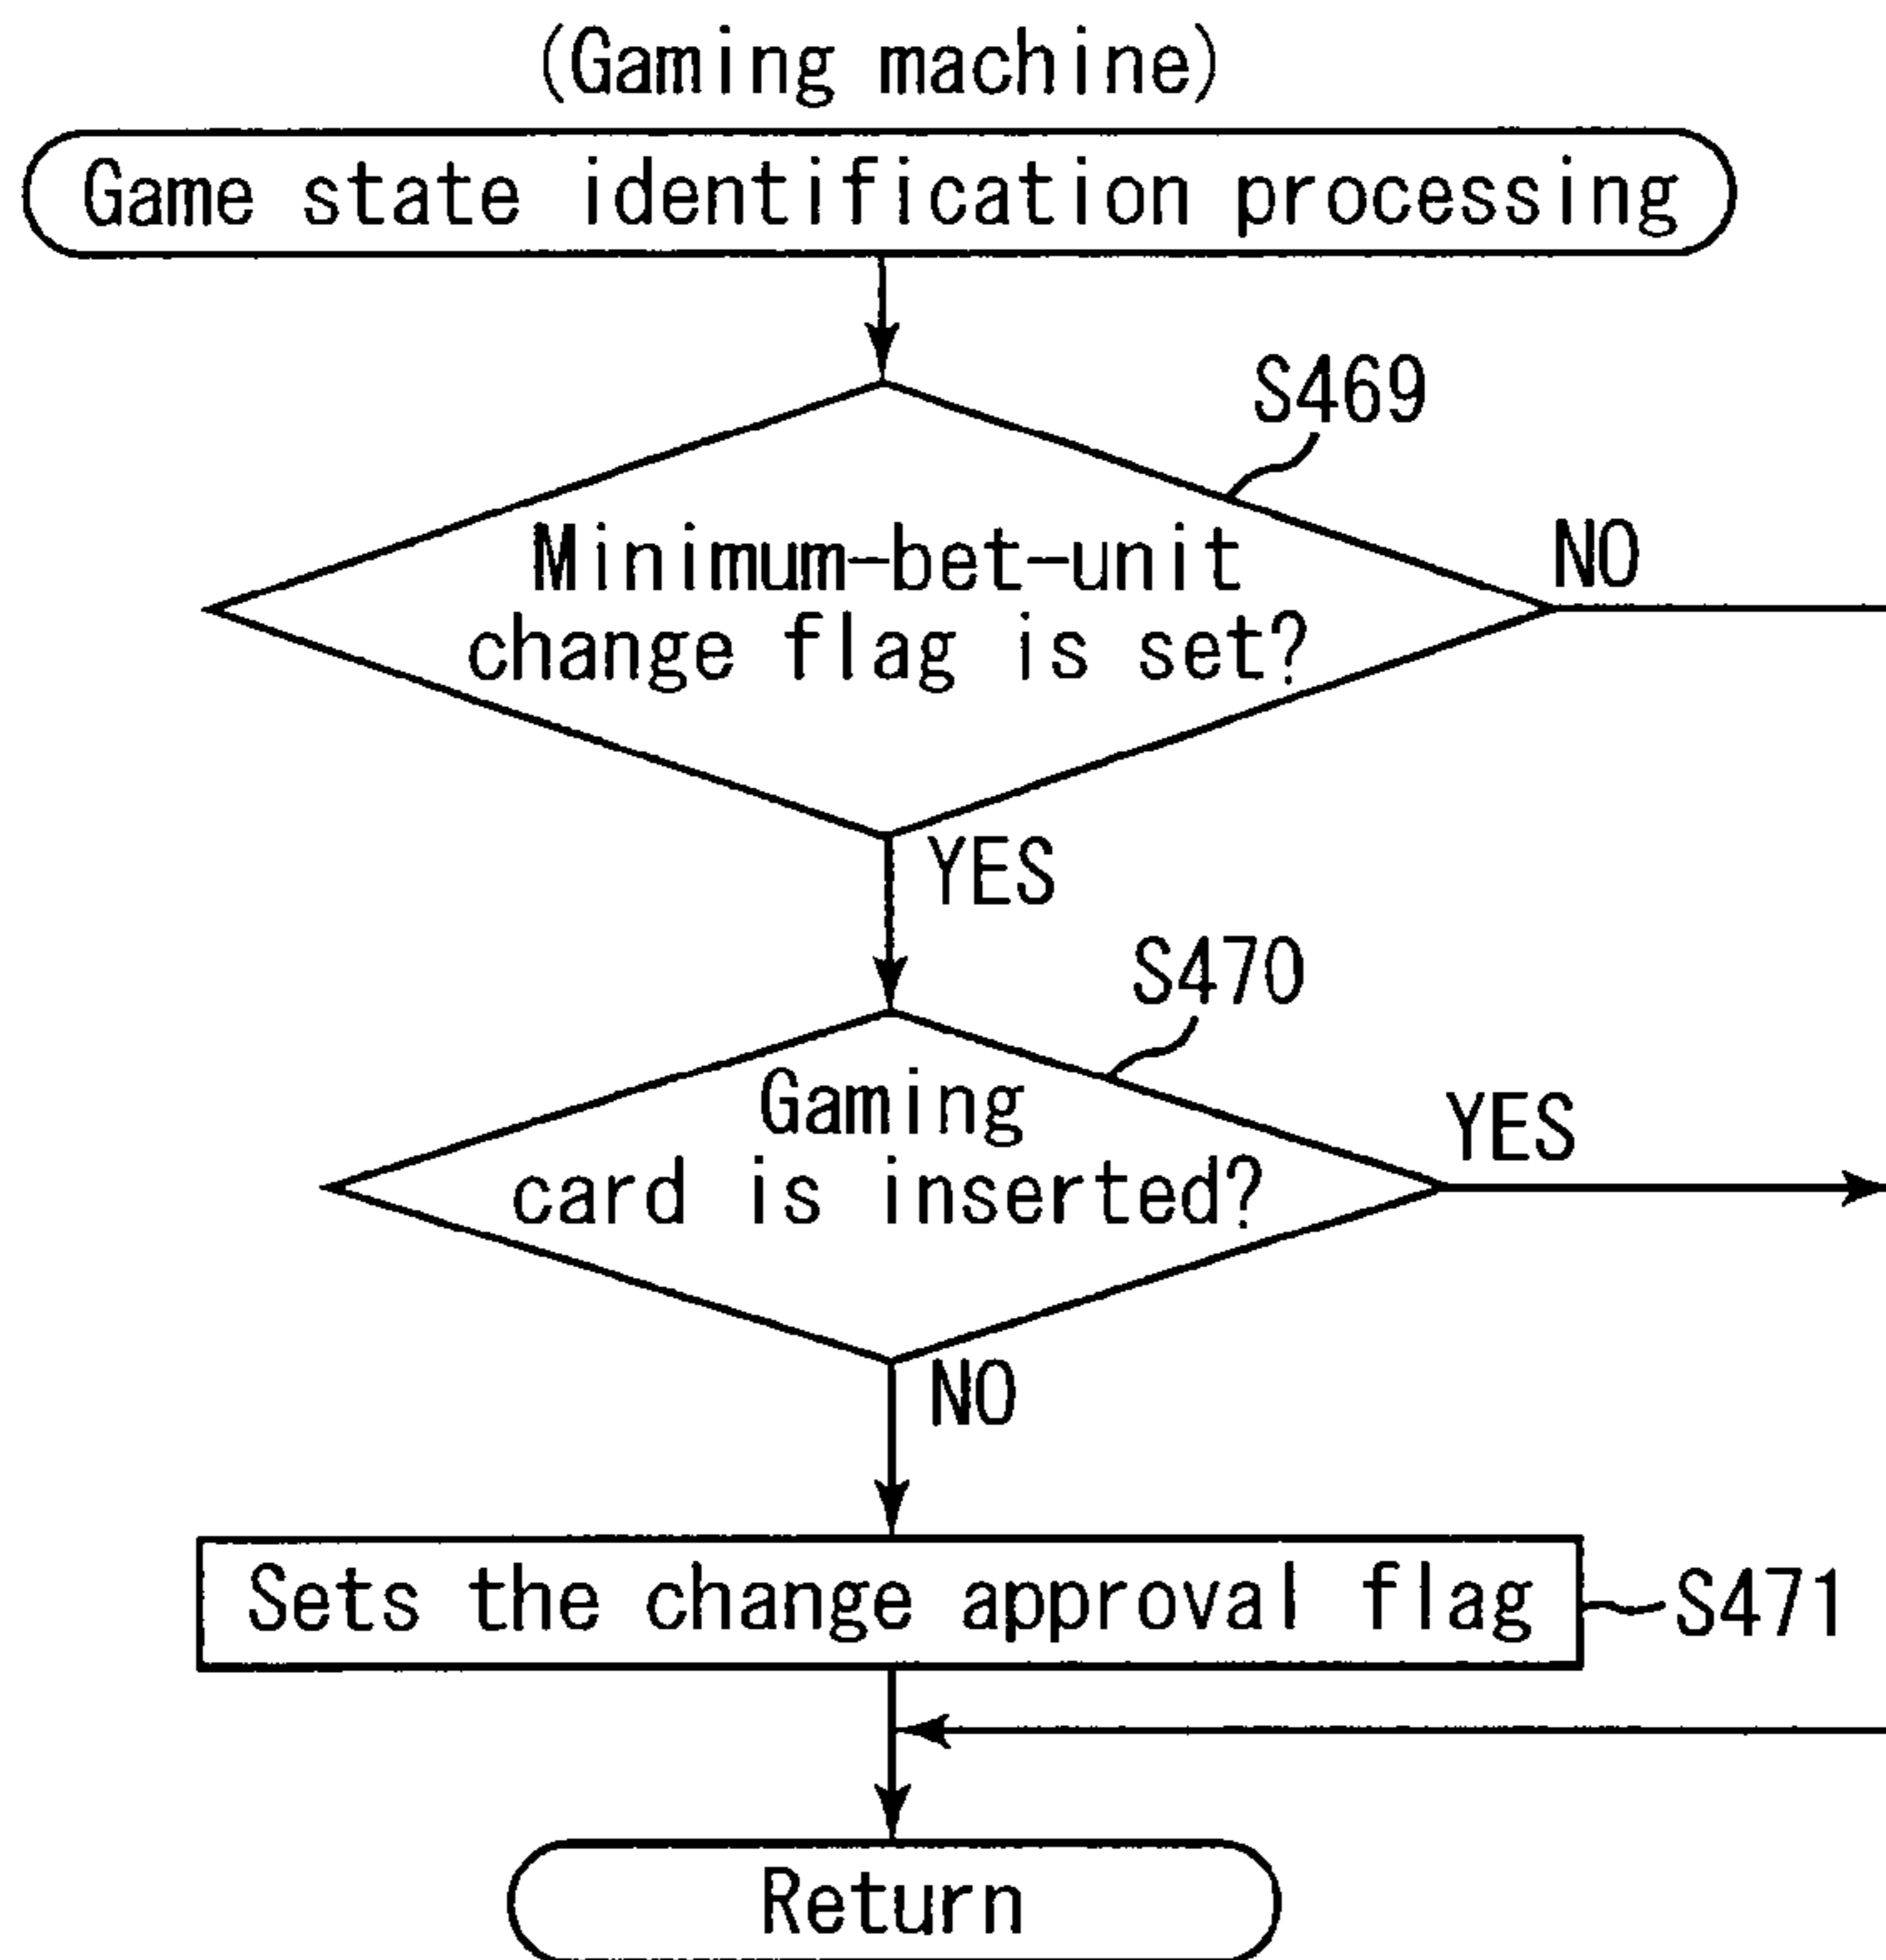 (Gaming machine)
Game state identification processing
S469
Minimum-bet-unit
change flag is set?
NO
YES
S470
Gaming
card is inserted?
YES
NO
Sets the change approval flag
S471
Return